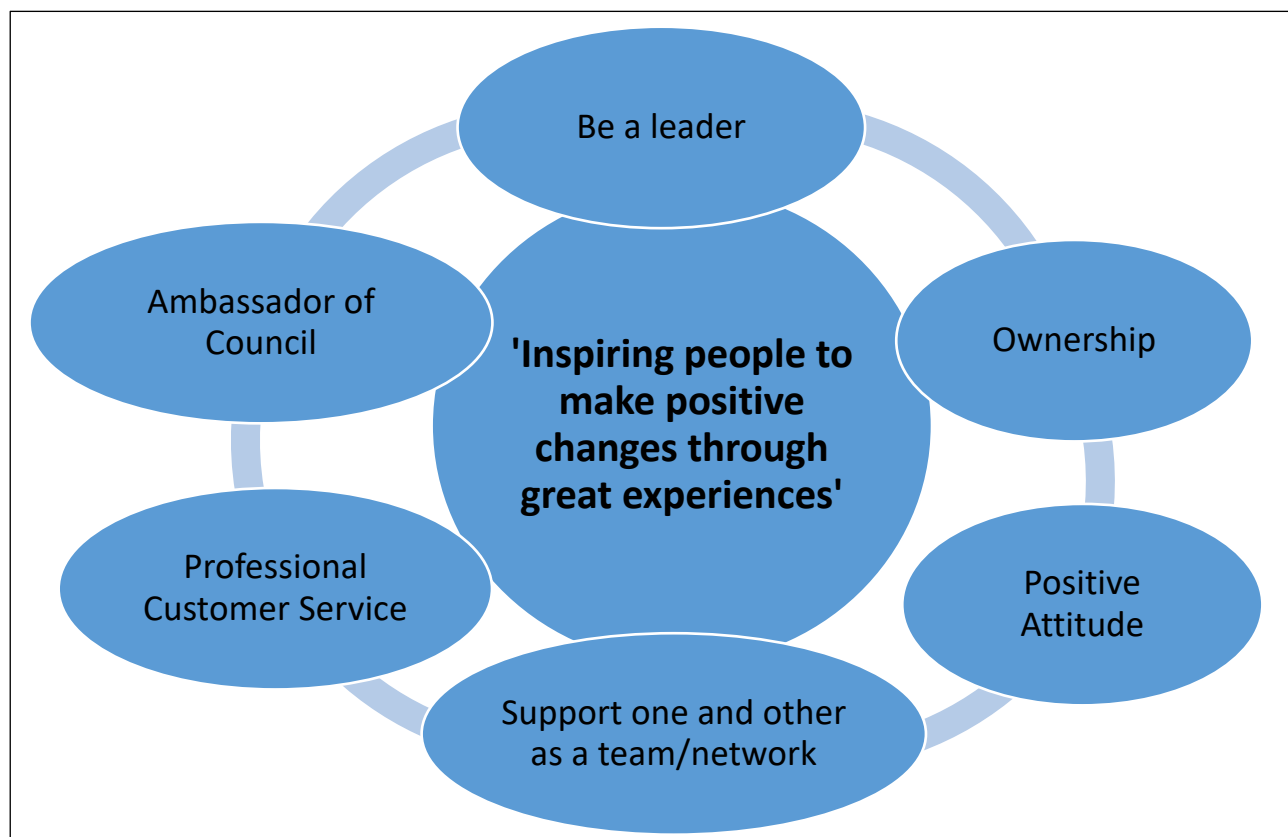 Be a leader
Ambassador of
Council
Ownership
'Inspiring people to
make positive
changes through
great experiences'
Professional
Customer Service
Positive
Attitude
Support one and other
as a team/network